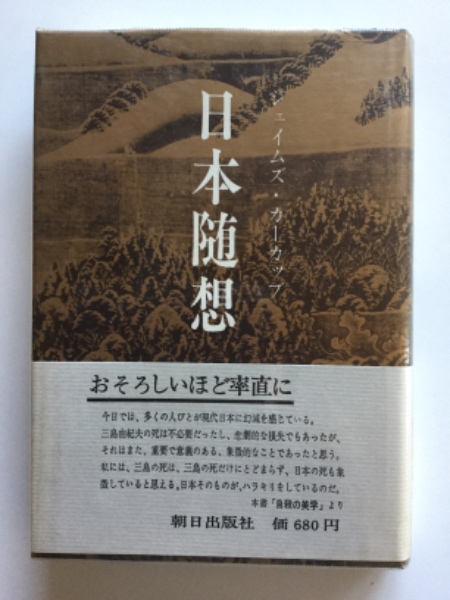 日本随想
ジェイムズ・カーカップ
おそろしいほど率直に
今日では、多くの人びとが現代日本に幻滅を感じている。
三島由紀夫の死は不必要だったし、悲劇的な損失でもあったが、
それはまた、重要で意義のある、象徴的なことであったと思う。
私には、三島の死は、三島の死だけにとどまらず、日本の死も象
徴していると思える。日本そのものが、ハラキリをしているのだ。
本書「自殺の美学」より
朝日出版社 価 680円